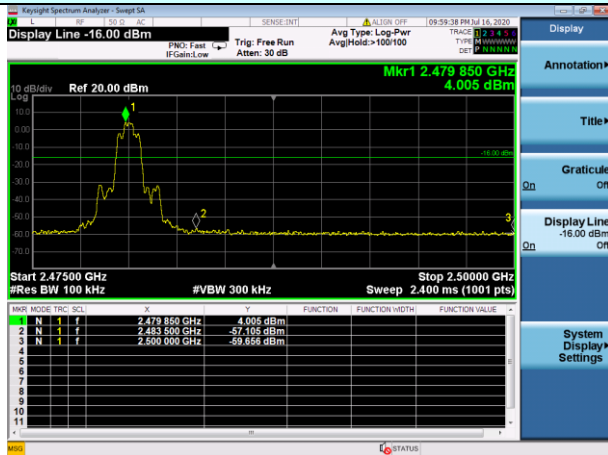 Keysight Spectrum Analyzer - Swept SA
L RF 50 Ω AC SENSE:INT ALIGN OFF 09:59:38 PM Jul 16, 2020
Display Line -16.00 dBm
PNO: Fast
IFGain:Low
Trig: Free Run
Atten: 30 dB
Avg Type: Log-Pwr
Avg|Hold:>100/100
TRACE 1 2 3 4 5 6
TYPE M W W W W W
DET P N N N N N
Mkr1 2.479 850 GHz
4.005 dBm
10 dB/div Ref 20.00 dBm
Log
10.0
0.00
-10.0
-20.0
-30.0
-40.0
-50.0
-60.0
-70.0
1
2
3
-16.00 dBm
Start 2.47500 GHz Stop 2.50000 GHz
#Res BW 100 kHz #VBW 300 kHz Sweep 2.400 ms (1001 pts)
MKR MODE TRC SCL X Y FUNCTION FUNCTION WIDTH FUNCTION VALUE
1 N 1 f 2.479 850 GHz 4.005 dBm
2 N 1 f 2.483 500 GHz -57.105 dBm
3 N 1 f 2.500 000 GHz -59.656 dBm
4
5
6
7
8
9
10
11
MSG STATUS
Display
Annotation
Title
Graticule
On Off
Display Line
-16.00 dBm
On Off
System
Display
Settings